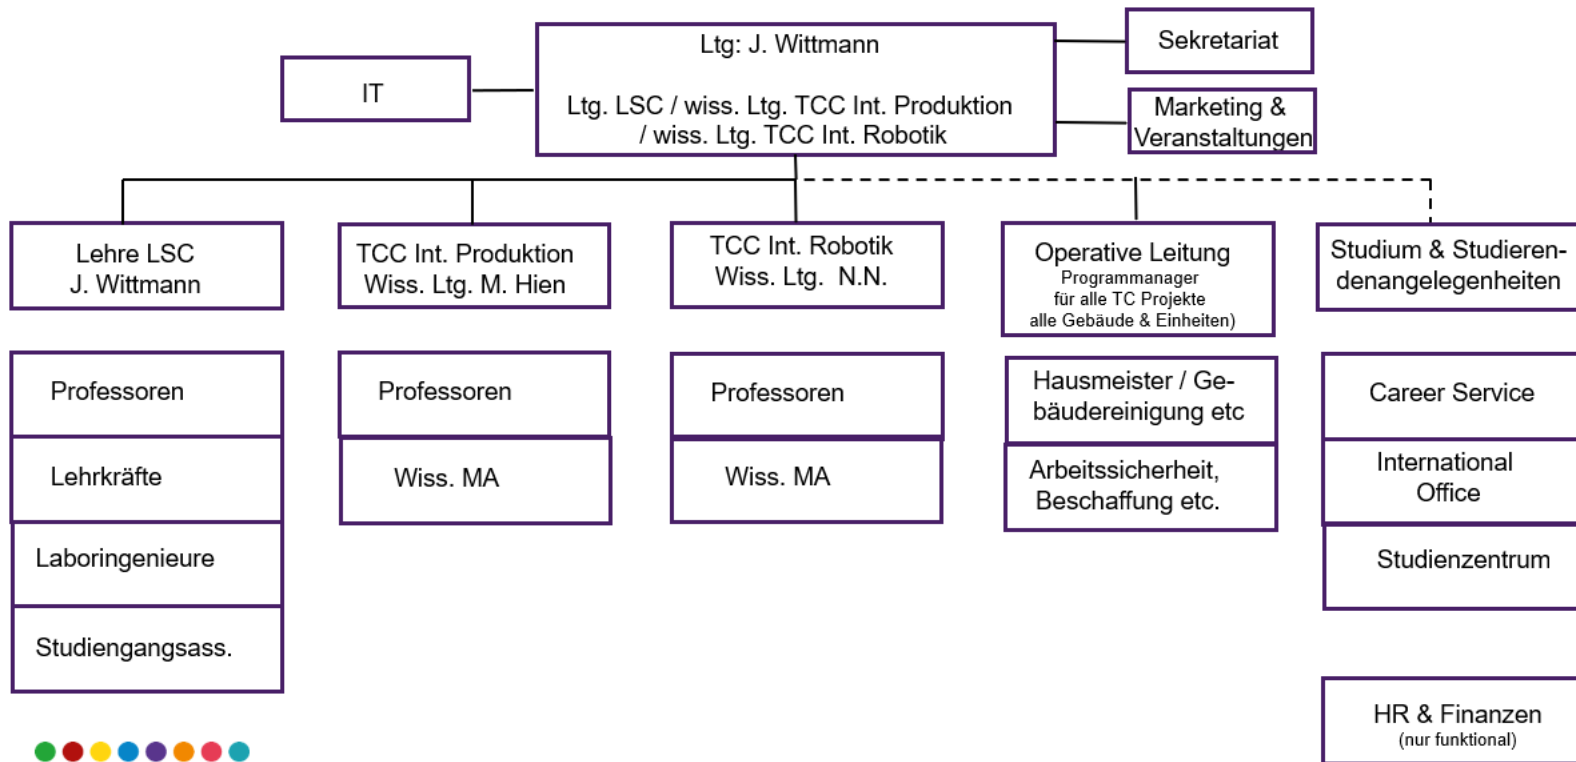 Ltg: J. Wittmann
Ltg. LSC / wiss. Ltg. TCC Int. Produktion
/ wiss. Ltg. TCC Int. Robotik
IT
Sekretariat
Marketing &
Veranstaltungen
Lehre LSC
J. Wittmann
TCC Int. Produktion
Wiss. Ltg. M. Hien
TCC Int. Robotik
Wiss. Ltg. N.N.
Operative Leitung
Programmanager
für alle TC Projekte
alle Gebäude & Einheiten)
Studium & Studieren-
denangelegenheiten
Professoren
Lehrkräfte
Laboringenieure
Studiengangsass.
Professoren
Wiss. MA
Professoren
Wiss. MA
Hausmeister / Ge-
bäudereinigung etc
Arbeitssicherheit,
Beschaffung etc.
Career Service
International
Office
Studienzentrum
HR & Finanzen
(nur funktional)